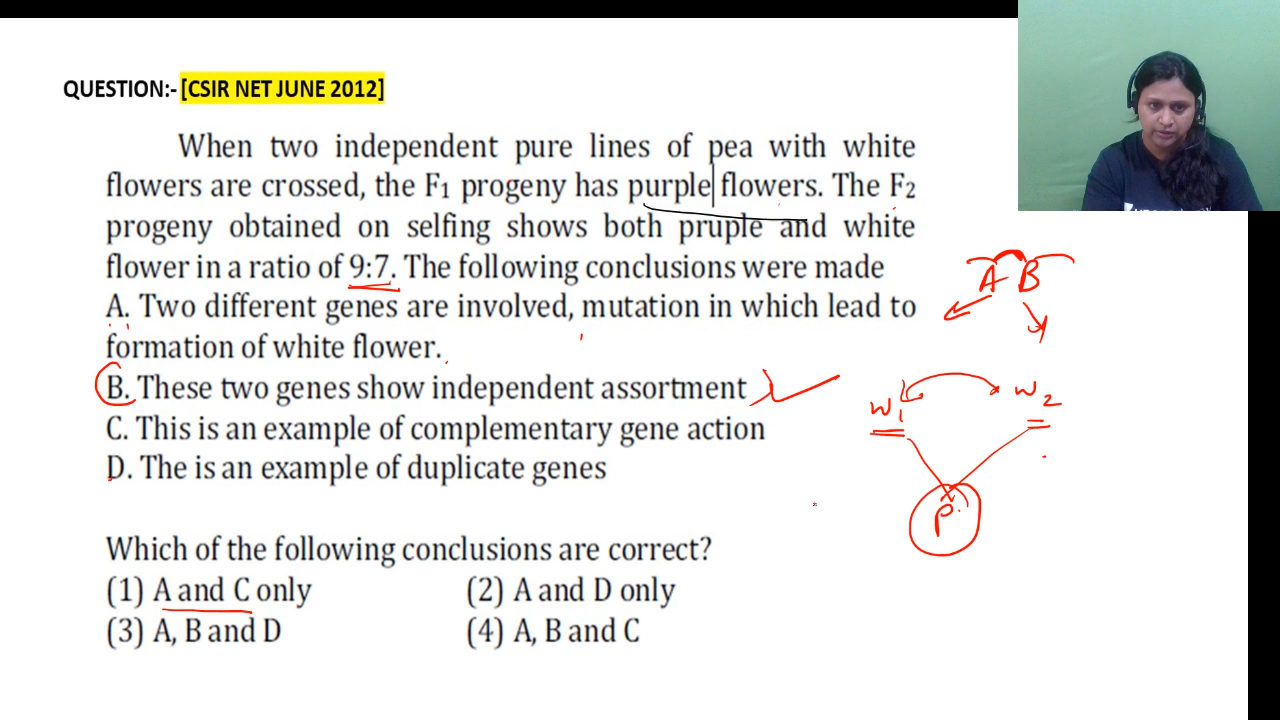 QUESTION:- [CSIR NET JUNE 2012]
When two independent pure lines of pea with white
flowers are crossed, the F₁ progeny has purple flowers. The F₂
progeny obtained on selfing shows both pruple and white
flower in a ratio of 9:7. The following conclusions were made
A. Two different genes are involved, mutation in which lead to
formation of white flower.
B. These two genes show independent assortment
C. This is an example of complementary gene action
D. The is an example of duplicate genes
Which of the following conclusions are correct?
(1) A and C only (2) A and D only
(3) A, B and D (4) A, B and C
A B
W₁ W₂
P